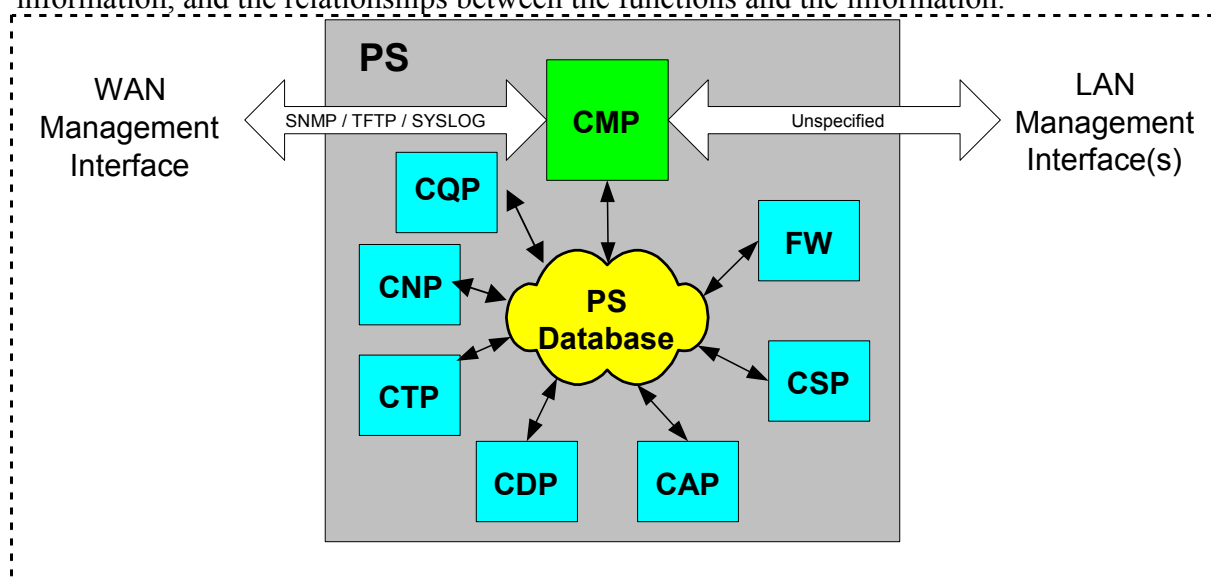 information, and the relationships between the functions and the information.
PS
WAN
Management
Interface
SNMP / TFTP / SYSLOG
CMP
Unspecified
LAN
Management
Interface(s)
CQP
FW
CNP
PS
Database
CTP
CSP
CDP
CAP